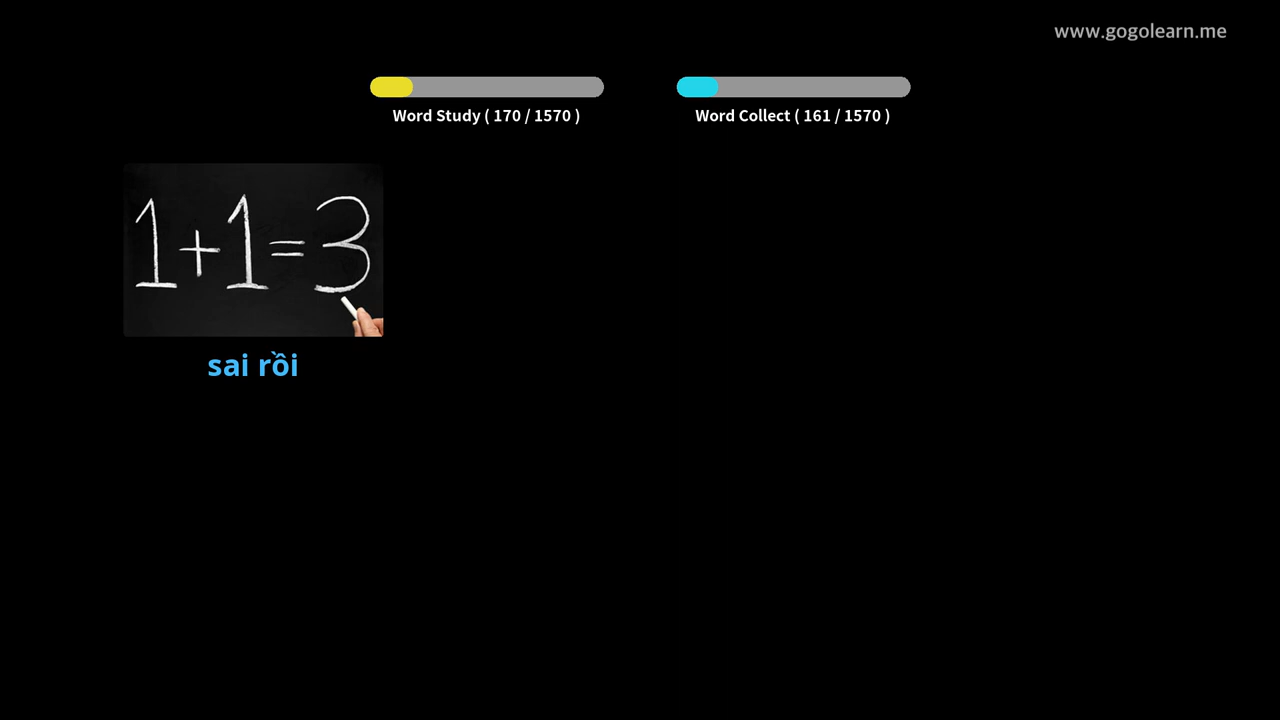 www.gogolearn.me
Word Study ( 170 / 1570 )
Word Collect ( 161 / 1570 )
1+1=3
sai rồi